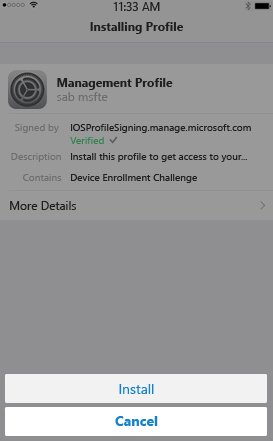 11:33 AM
Installing Profile
Management Profile
sab msfte
Signed by IOSProfileSigning.manage.microsoft.com
Verified ✓
Description Install this profile to get access to your...
Contains Device Enrollment Challenge
More Details
Install
Cancel